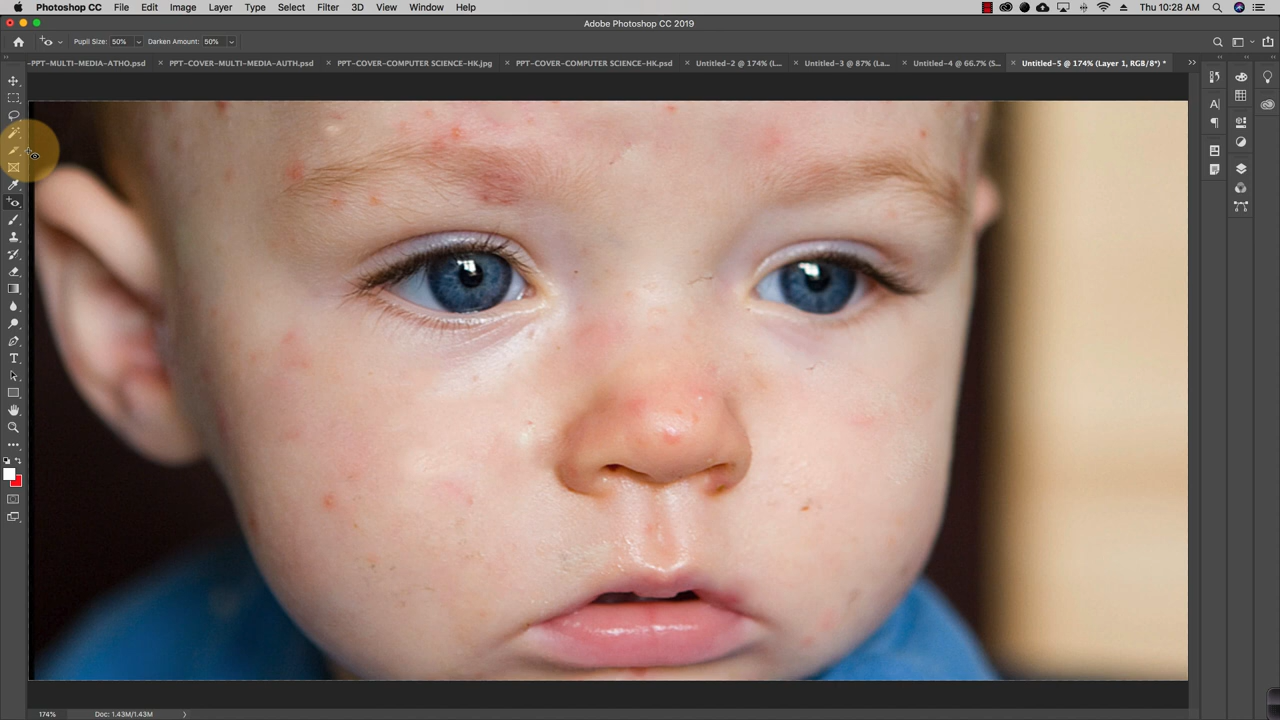 Photoshop CC File Edit Image Layer Type Select Filter 3D View Window Help Thu 10:28 AM
Adobe Photoshop CC 2019
Pupil Size: 50% Darken Amount: 50%
-PPT-MULTI-MEDIA-ATHO.psd PPT-COVER-MULTI-MEDIA-AUTH.psd PPT-COVER-COMPUTER SCIENCE-HK.jpg PPT-COVER-COMPUTER SCIENCE-HK.psd Untitled-2 @ 174% (L... Untitled-3 @ 87% (La... Untitled-4 @ 66.7% (S... Untitled-5 @ 174% (Layer 1, RGB/8*) *
174% Doc: 1.43M/1.43M